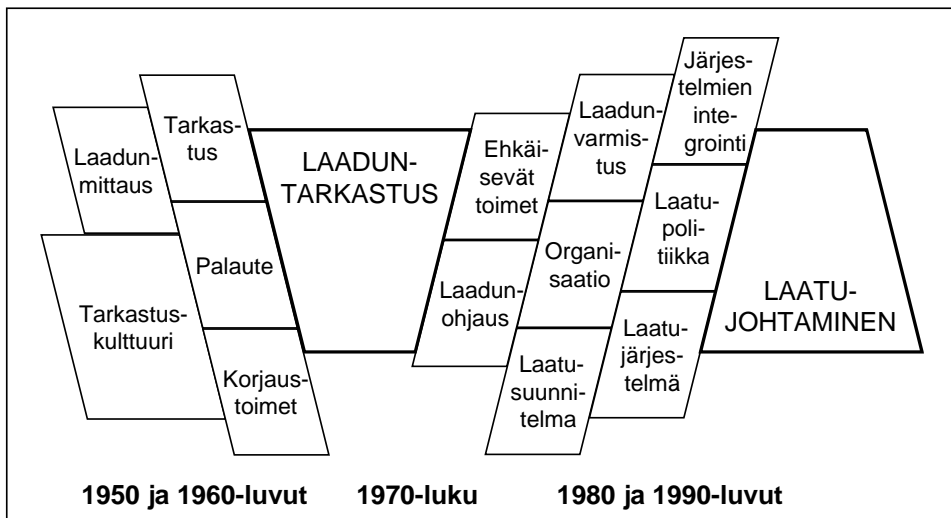 Laadun-
mittaus
Tarkastus-
kulttuuri
Tarkas-
tus
Palaute
Korjaus-
toimet
LAADUN-
TARKASTUS
Ehkäi-
sevät
toimet
Laadun-
ohjaus
Laadun-
varmis-
tus
Organi-
saatio
Laatu-
suunni-
telma
Järjes-
telmien
inte-
grointi
Laatu-
poli-
tiikka
Laatu-
järjes-
telmä
LAATU-
JOHTAMINEN
1950 ja 1960-luvut
1970-luku
1980 ja 1990-luvut